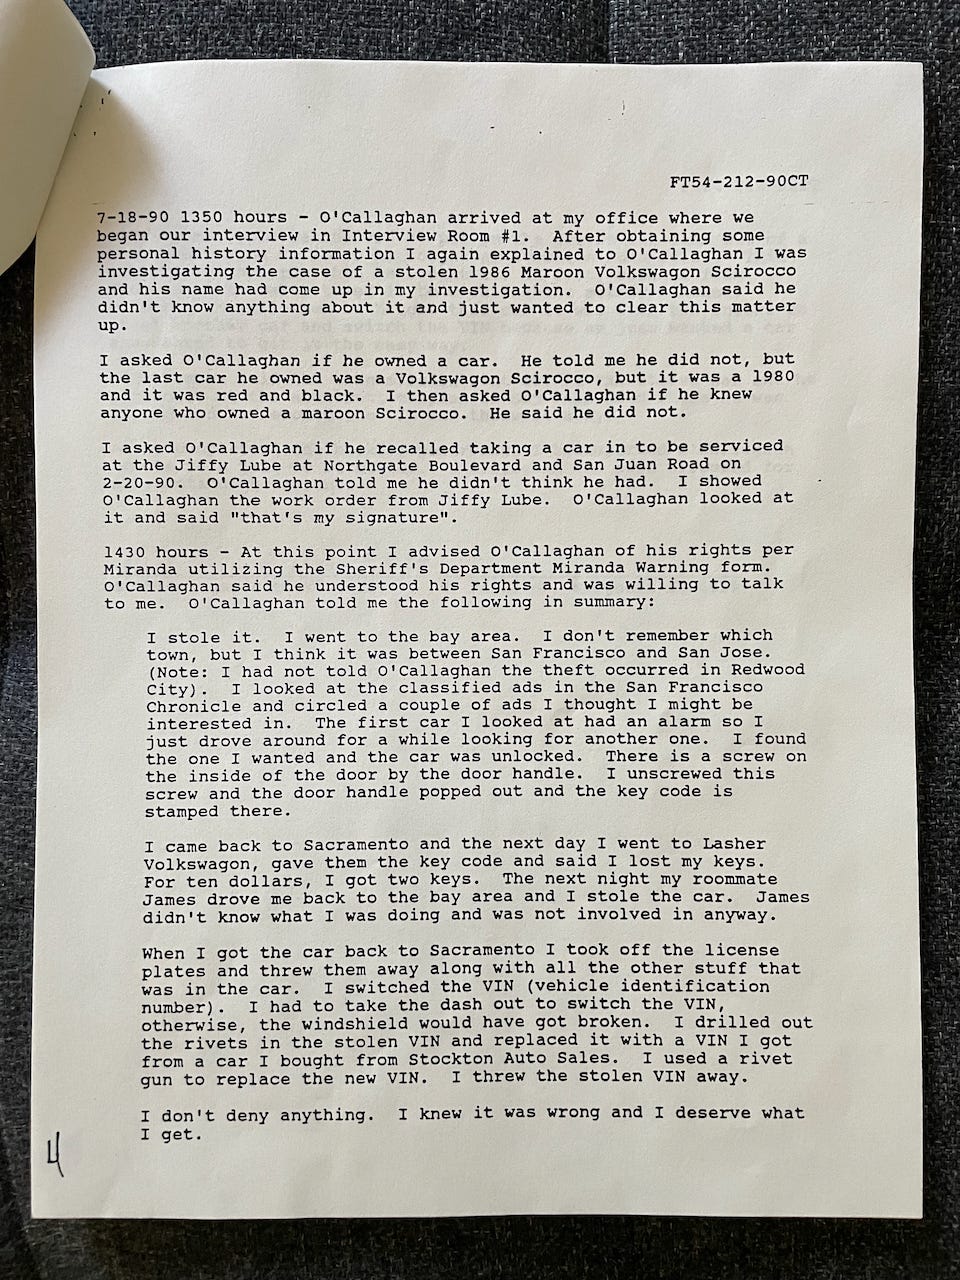 FT54-212-90CT
7-18-90 1350 hours - O'Callaghan arrived at my office where we
began our interview in Interview Room #1.  After obtaining some
personal history information I again explained to O'Callaghan I was
investigating the case of a stolen 1986 Maroon Volkswagon Scirocco
and his name had come up in my investigation.  O'Callaghan said he
didn't know anything about it and just wanted to clear this matter
up.
I asked O'Callaghan if he owned a car.  He told me he did not, but
the last car he owned was a Volkswagon Scirocco, but it was a 1980
and it was red and black.  I then asked O'Callaghan if he knew
anyone who owned a maroon Scirocco.  He said he did not.
I asked O'Callaghan if he recalled taking a car in to be serviced
at the Jiffy Lube at Northgate Boulevard and San Juan Road on
2-20-90.  O'Callaghan told me he didn't think he had.  I showed
O'Callaghan the work order from Jiffy Lube.  O'Callaghan looked at
it and said "that's my signature".
1430 hours - At this point I advised O'Callaghan of his rights per
Miranda utilizing the Sheriff's Department Miranda Warning form.
O'Callaghan said he understood his rights and was willing to talk
to me.  O'Callaghan told me the following in summary:
I stole it.  I went to the bay area.  I don't remember which
town, but I think it was between San Francisco and San Jose.
(Note: I had not told O'Callaghan the theft occurred in Redwood
City).  I looked at the classified ads in the San Francisco
Chronicle and circled a couple of ads I thought I might be
interested in.  The first car I looked at had an alarm so I
just drove around for a while looking for another one.  I found
the one I wanted and the car was unlocked.  There is a screw on
the inside of the door by the door handle.  I unscrewed this
screw and the door handle popped out and the key code is
stamped there.
I came back to Sacramento and the next day I went to Lasher
Volkswagon, gave them the key code and said I lost my keys.
For ten dollars, I got two keys.  The next night my roommate
James drove me back to the bay area and I stole the car.  James
didn't know what I was doing and was not involved in anyway.
When I got the car back to Sacramento I took off the license
plates and threw them away along with all the other stuff that
was in the car.  I switched the VIN (vehicle identification
number).  I had to take the dash out to switch the VIN,
otherwise, the windshield would have got broken.  I drilled out
the rivets in the stolen VIN and replaced it with a VIN I got
from a car I bought from Stockton Auto Sales.  I used a rivet
gun to replace the new VIN.  I threw the stolen VIN away.
I don't deny anything.  I knew it was wrong and I deserve what
I get.
4